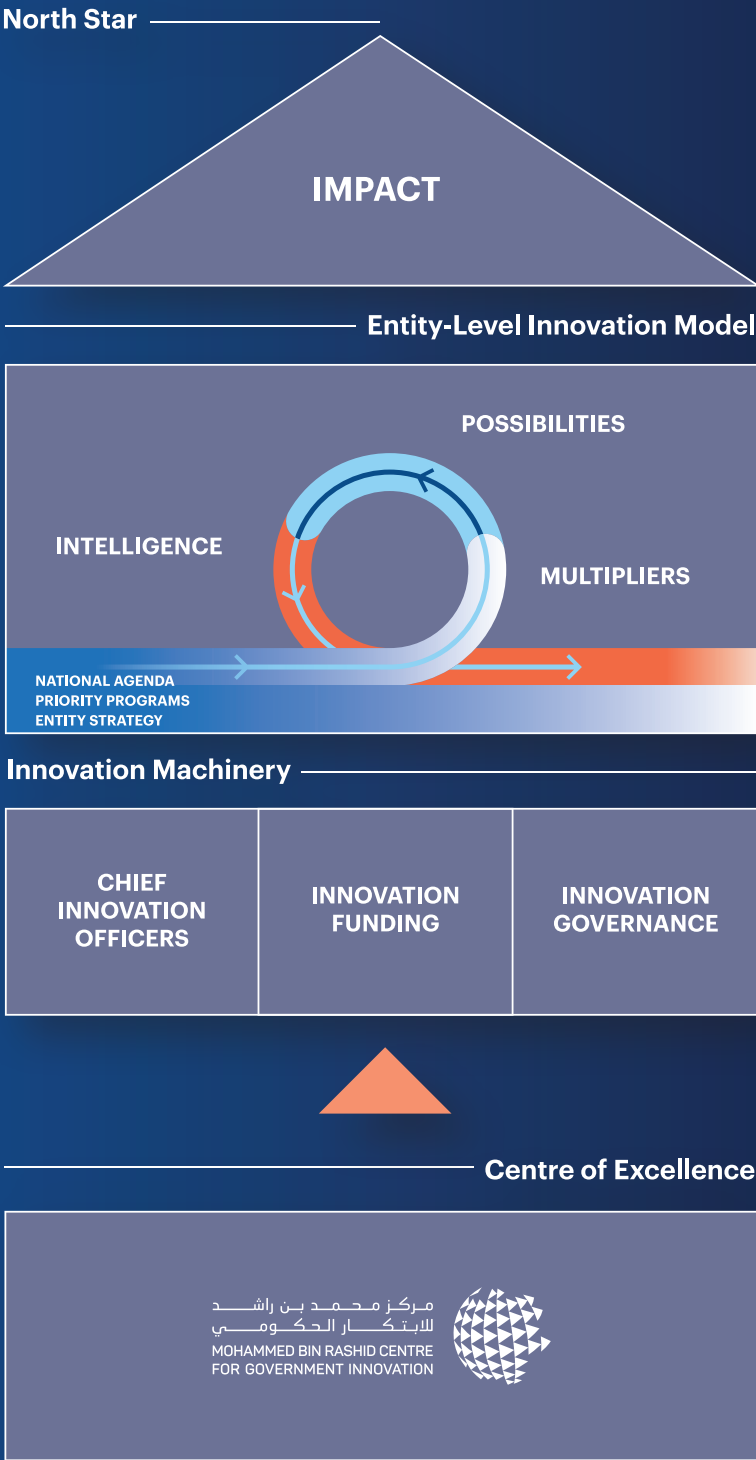 North Star
IMPACT
Entity-Level Innovation Model
POSSIBILITIES
INTELLIGENCE
MULTIPLIERS
NATIONAL AGENDA
PRIORITY PROGRAMS
ENTITY STRATEGY
Innovation Machinery
CHIEF
INNOVATION
OFFICERS
INNOVATION
FUNDING
INNOVATION
GOVERNANCE
Centre of Excellence
مركز محمد بن راشد
للابتكار الحكومي
MOHAMMED BIN RASHID CENTRE
FOR GOVERNMENT INNOVATION